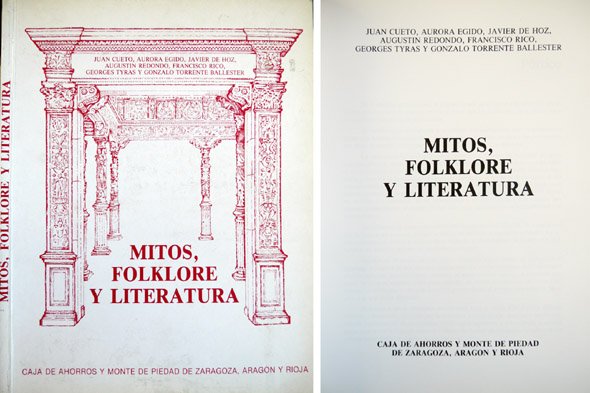 MITOS, FOLKLORE Y LITERATURA
JUAN CUETO, AURORA EGIDO, JAVIER DE HOZ,
AUGUSTIN REDONDO, FRANCISCO RICO,
GEORGES TYRAS Y GONZALO TORRENTE BALLESTER
MITOS,
FOLKLORE
Y LITERATURA
CAJA DE AHORROS Y MONTE DE PIEDAD DE ZARAGOZA, ARAGON Y RIOJA
JUAN CUETO, AURORA EGIDO, JAVIER DE HOZ,
AUGUSTIN REDONDO, FRANCISCO RICO,
GEORGES TYRAS Y GONZALO TORRENTE BALLESTER
MITOS,
FOLKLORE
Y LITERATURA
CAJA DE AHORROS Y MONTE DE PIEDAD
DE ZARAGOZA, ARAGON Y RIOJA